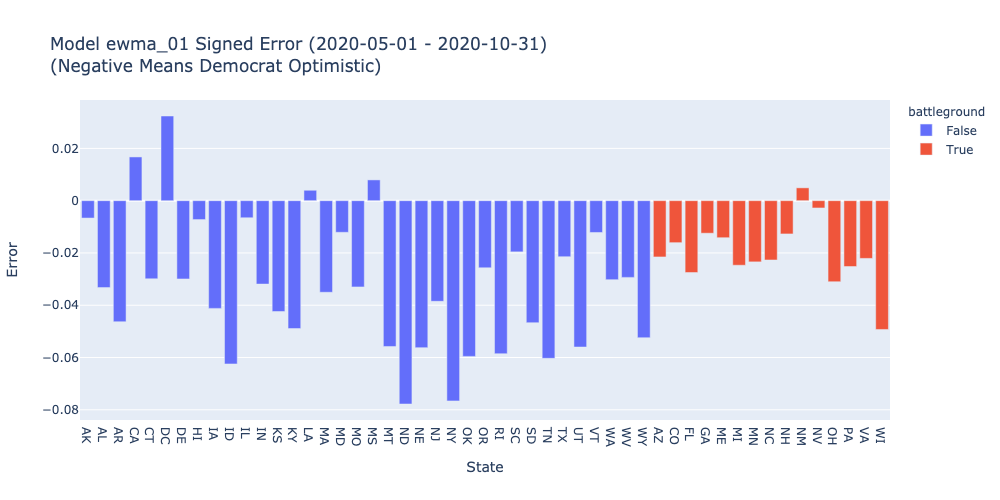 Model ewma_01 Signed Error (2020-05-01 - 2020-10-31)
(Negative Means Democrat Optimistic)
battleground
False
True
0.02
0
−0.02
−0.04
−0.06
−0.08
Error
AK AL AR CA CT DC DE HI IA ID IL IN KS KY LA MA MD MO MS MT ND NE NJ NY OK OR RI SC SD TN TX UT VT WA WV WY AZ CO FL GA ME MI MN NC NH NM NV OH PA VA WI
State